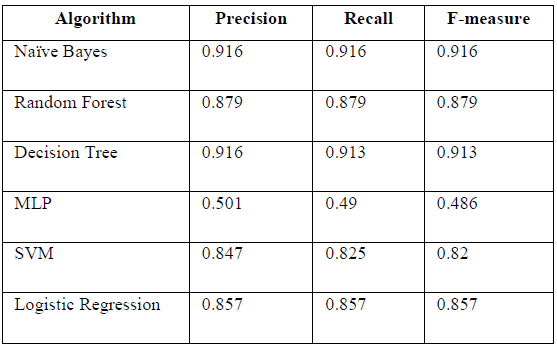 Algorithm Precision Recall F-measure
Naïve Bayes 0.916 0.916 0.916
Random Forest 0.879 0.879 0.879
Decision Tree 0.916 0.913 0.913
MLP 0.501 0.49 0.486
SVM 0.847 0.825 0.82
Logistic Regression 0.857 0.857 0.857